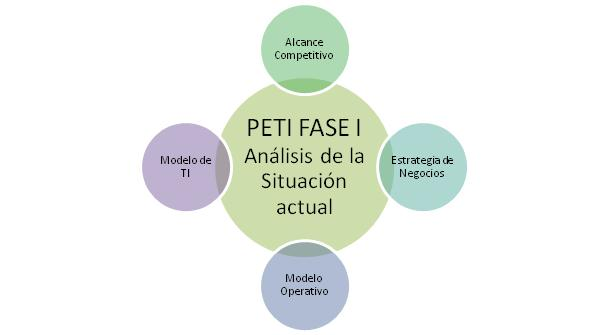 Alcance
Competitivo
PETI FASE I
Análisis de la
Situación
actual
Modelo de
TI
Estrategia de
Negocios
Modelo
Operativo